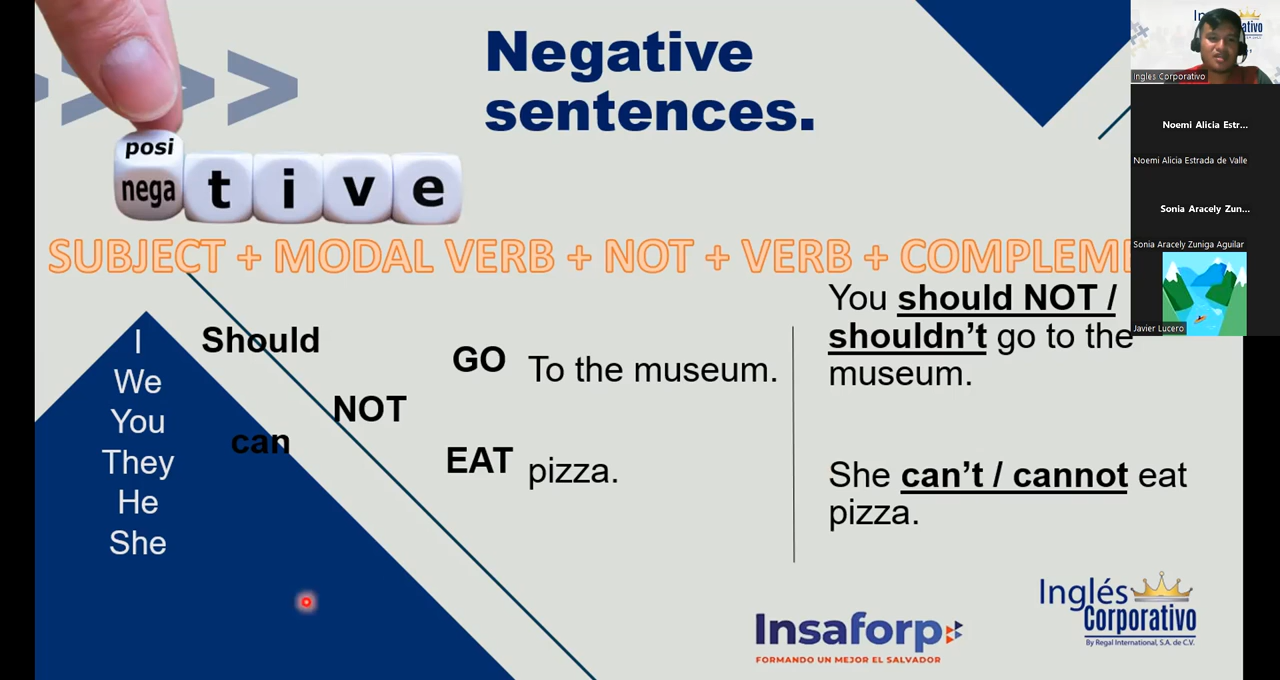 Negative
sentences.
posi
nega t i v e
SUBJECT + MODAL VERB + NOT + VERB + COMPLEME
I
We
You
They
He
She
Should
can
NOT
GO
EAT
To the museum.
pizza.
You should NOT /
shouldn’t go to the
museum.
She can’t / cannot eat
pizza.
Insaforp
FORMANDO UN MEJOR EL SALVADOR
Inglés
Corporativo
By Regal International, S.A. de C.V.
Ingles Corporativo
Noemi Alicia Estr...
Noemi Alicia Estrada de Valle
Sonia Aracely Zun...
Sonia Aracely Zuniga Aguilar
Javier Lucero